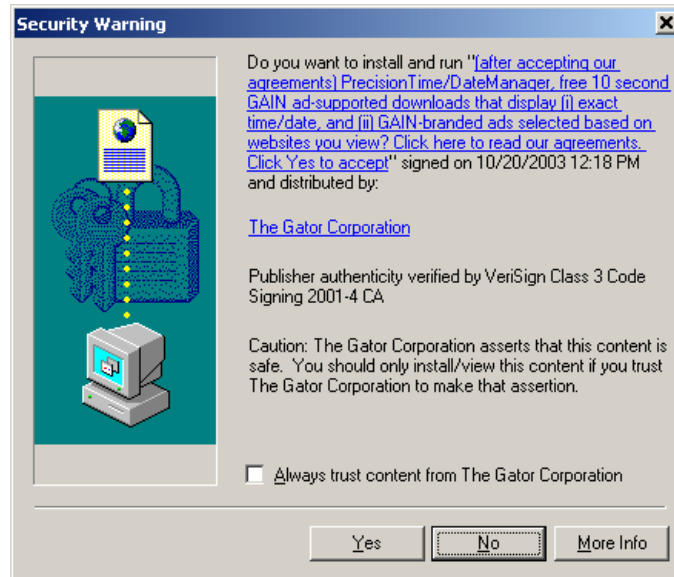 Security Warning
Do you want to install and run "(after accepting our
agreements) PrecisionTime/DateManager, free 10 second
GAIN ad-supported downloads that display (i) exact
time/date, and (ii) GAIN-branded ads selected based on
websites you view? Click here to read our agreements.
Click Yes to accept" signed on 10/20/2003 12:18 PM
and distributed by:
The Gator Corporation
Publisher authenticity verified by VeriSign Class 3 Code
Signing 2001-4 CA
Caution: The Gator Corporation asserts that this content is
safe. You should only install/view this content if you trust
The Gator Corporation to make that assertion.
Always trust content from The Gator Corporation
Yes No More Info